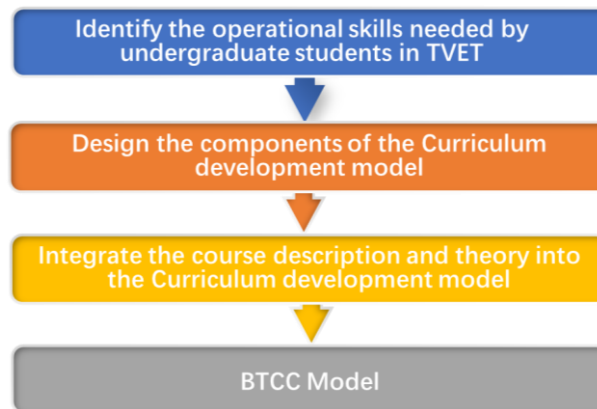 Identify the operational skills needed by
undergraduate students in TVET
Design the components of the Curriculum
development model
Integrate the course description and theory into
the Curriculum development model
BTCC Model